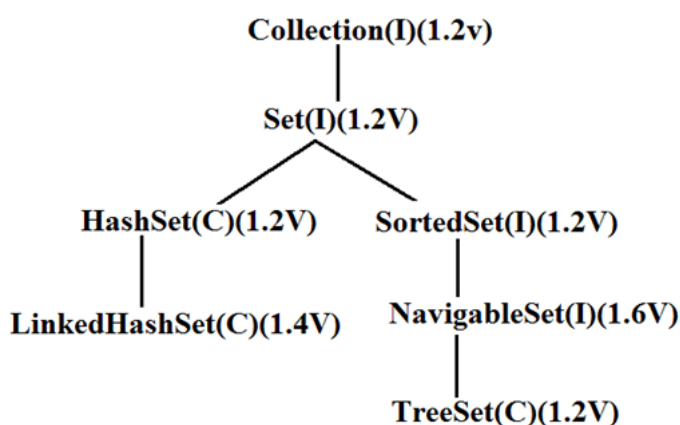 Collection(I)(1.2v)
Set(I)(1.2V)
HashSet(C)(1.2V)
SortedSet(I)(1.2V)
LinkedHashSet(C)(1.4V)
NavigableSet(I)(1.6V)
TreeSet(C)(1.2V)